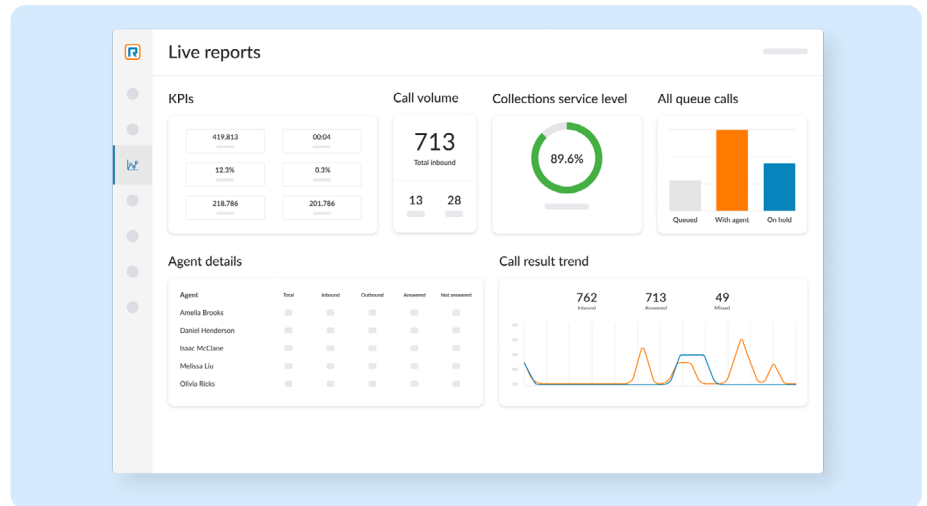 Live reports
KPIs
419,813
00:04
12.3%
0.3%
218,786
201,786
Call volume
713
Total inbound
13
28
Collections service level
89.6%
All queue calls
Queued
With agent
On hold
Agent details
Agent Total Inbound Outbound Answered Not answered
Amelia Brooks
Daniel Henderson
Isaac McClane
Melissa Liu
Olivia Ricks
Call result trend
762
Inbound
713
Answered
49
Missed